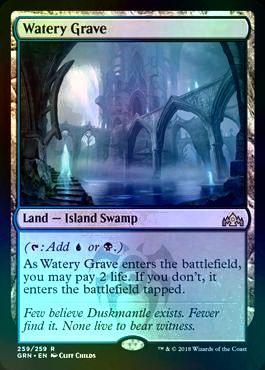 Watery Grave
Land — Island Swamp
(: Add or .)
As Watery Grave enters the battlefield,
you may pay 2 life. If you don't, it
enters the battlefield tapped.
Few believe Duskmantle exists. Fewer
find it. None live to bear witness.
259/259 R
GRN • EN Cliff Childs
™ & © 2018 Wizards of the Coast